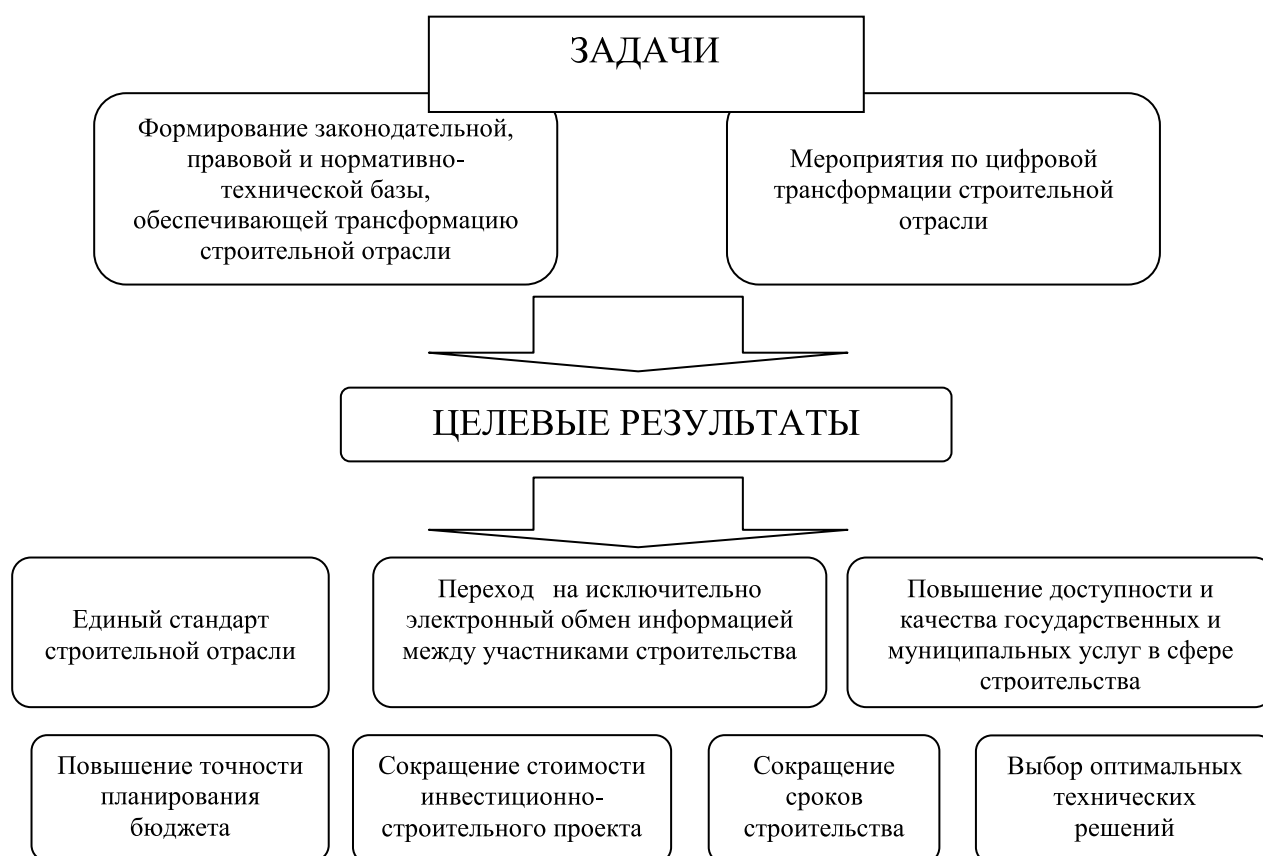 ЗАДАЧИ
Формирование законодательной,
правовой и нормативно-
технической базы,
обеспечивающей трансформацию
строительной отрасли
Мероприятия по цифровой
трансформации строительной
отрасли
ЦЕЛЕВЫЕ РЕЗУЛЬТАТЫ
Единый стандарт
строительной отрасли
Переход на исключительно
электронный обмен информацией
между участниками строительства
Повышение доступности и
качества государственных и
муниципальных услуг в сфере
строительства
Повышение точности
планирования
бюджета
Сокращение стоимости
инвестиционно-
строительного проекта
Сокращение
сроков
строительства
Выбор оптимальных
технических
решений